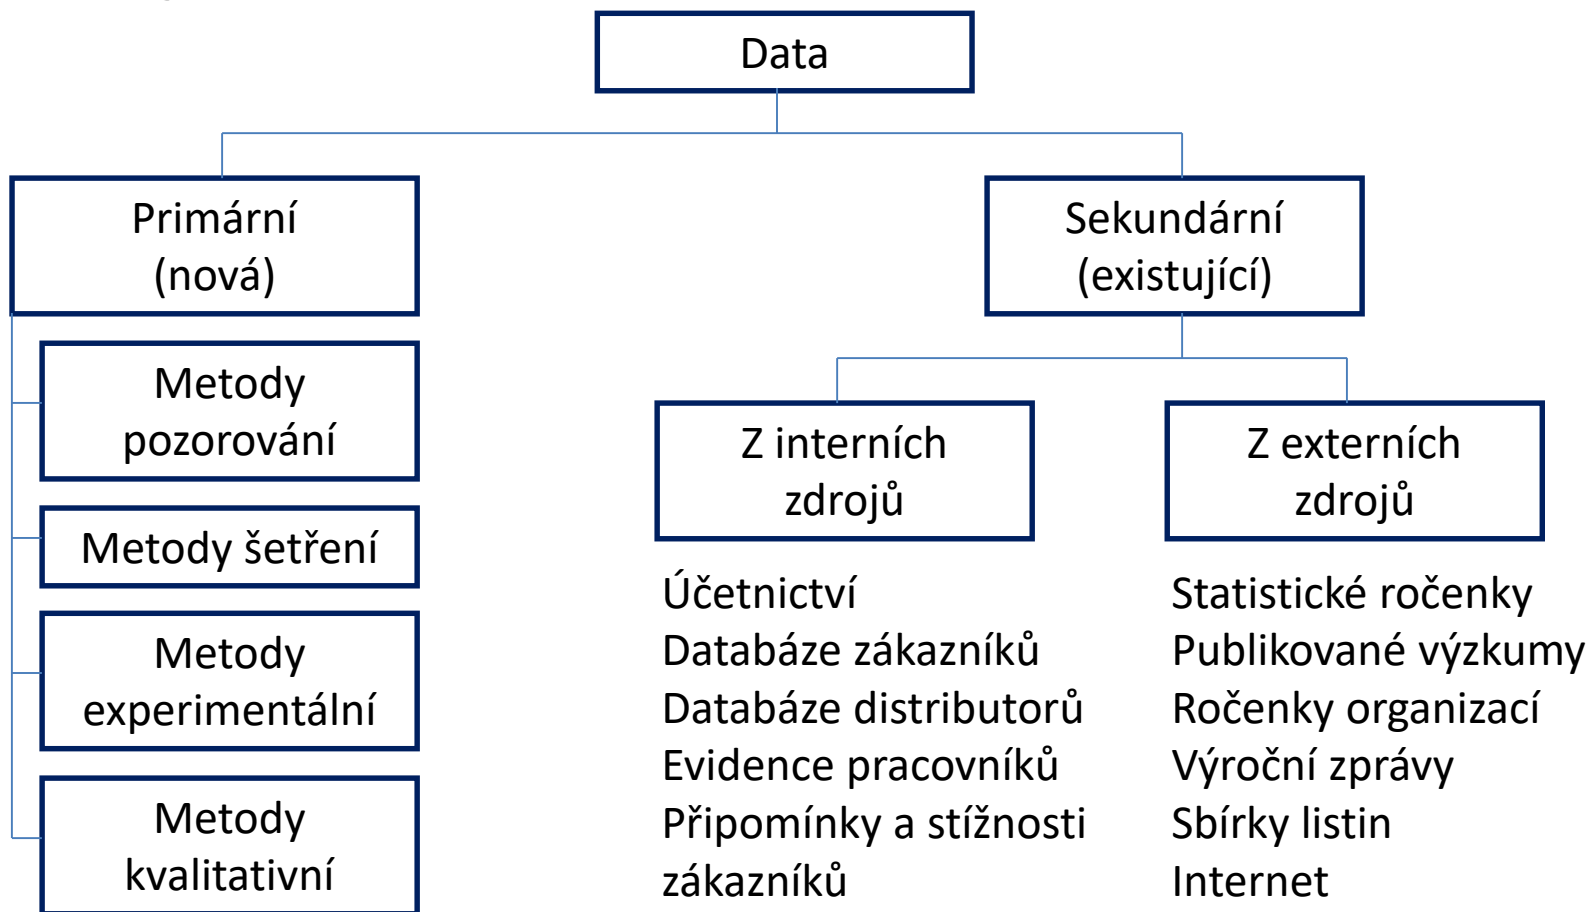 Data
Primární
(nová)
Metody
pozorování
Metody šetření
Metody
experimentální
Metody
kvalitativní
Sekundární
(existující)
Z interních
zdrojů
Účetnictví
Databáze zákazníků
Databáze distributorů
Evidence pracovníků
Připomínky a stížnosti
zákazníků
Z externích
zdrojů
Statistické ročenky
Publikované výzkumy
Ročenky organizací
Výroční zprávy
Sbírky listin
Internet